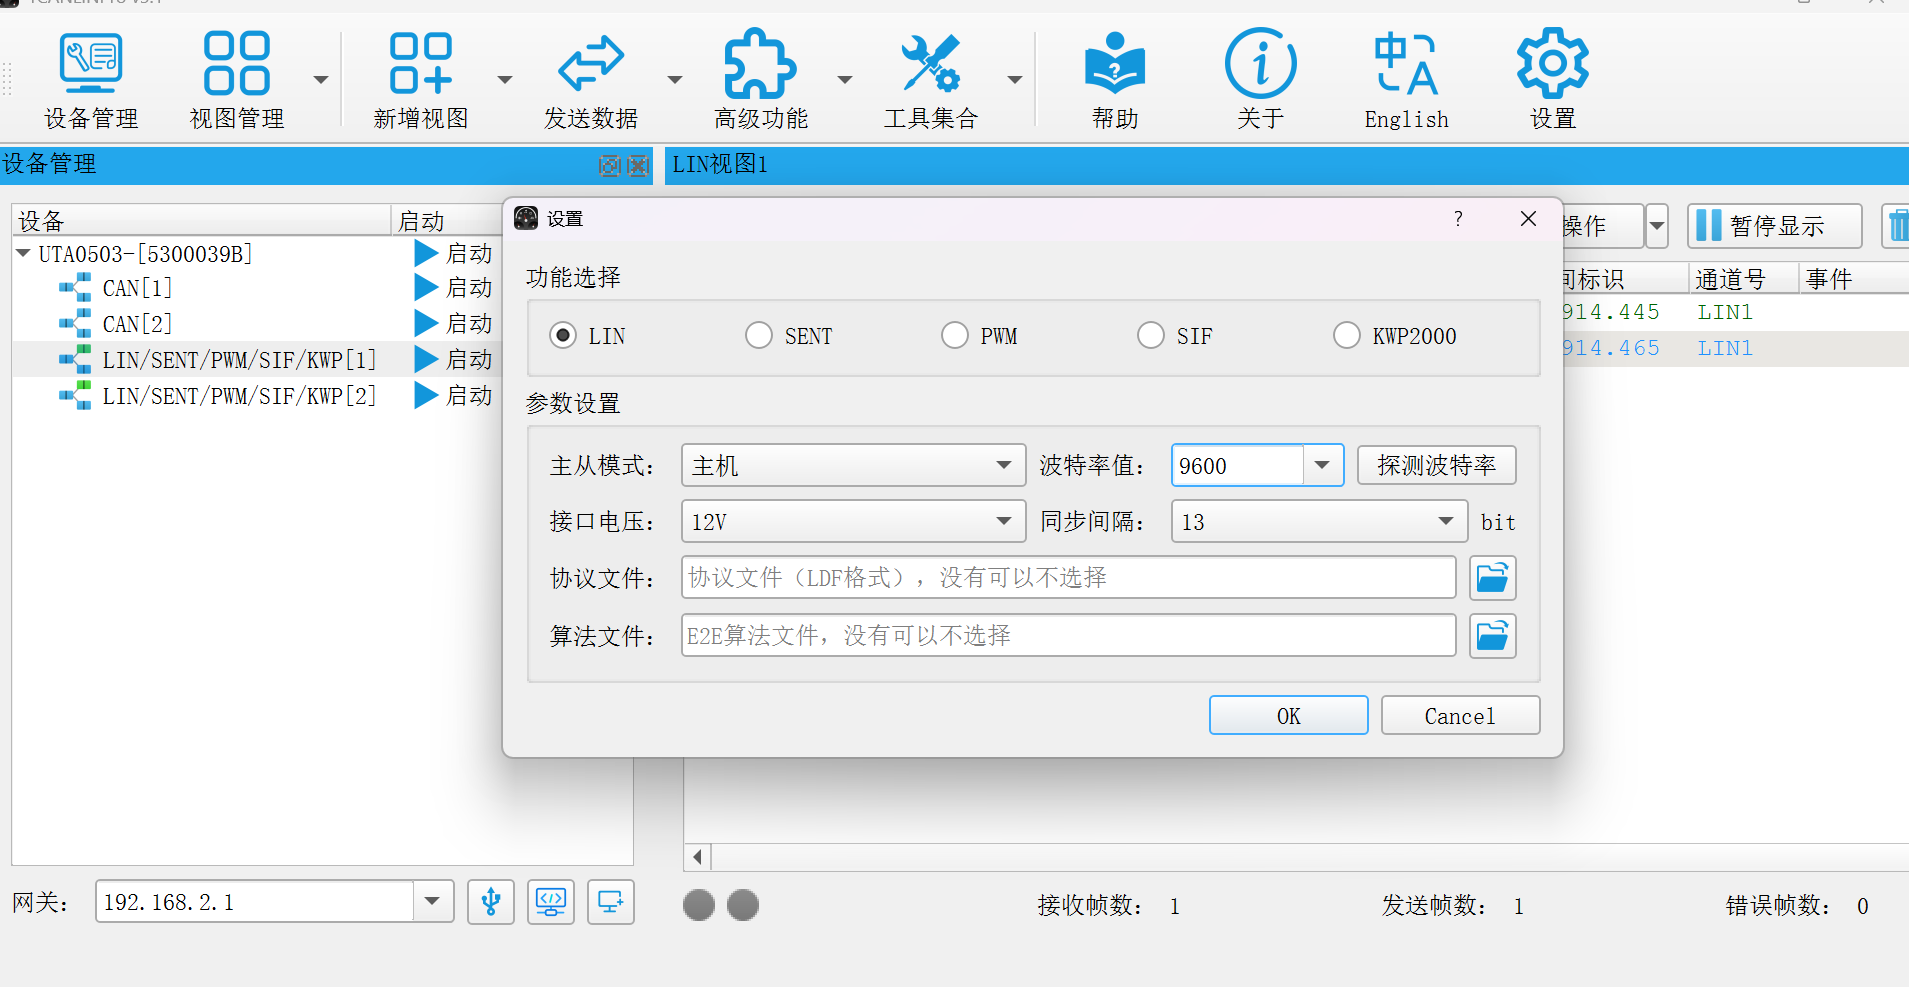 设备管理
视图管理
新增视图
发送数据
高级功能
工具集合
帮助
关于
English
设置
设备管理
LIN视图1
设备
启动
UTA0503-[5300039B]
启动
CAN[1]
启动
CAN[2]
启动
LIN/SENT/PWM/SIF/KWP[1]
启动
LIN/SENT/PWM/SIF/KWP[2]
启动
设置
?
功能选择
LIN
SENT
PWM
SIF
KWP2000
参数设置
主从模式：
主机
波特率值：
9600
探测波特率
接口电压：
12V
同步间隔：
13
bit
协议文件：
协议文件（LDF格式），没有可以不选择
算法文件：
E2E算法文件，没有可以不选择
OK
Cancel
操作
暂停显示
间标识
通道号
事件
914.445
LIN1
914.465
LIN1
网关：
192.168.2.1
接收帧数： 1
发送帧数： 1
错误帧数： 0